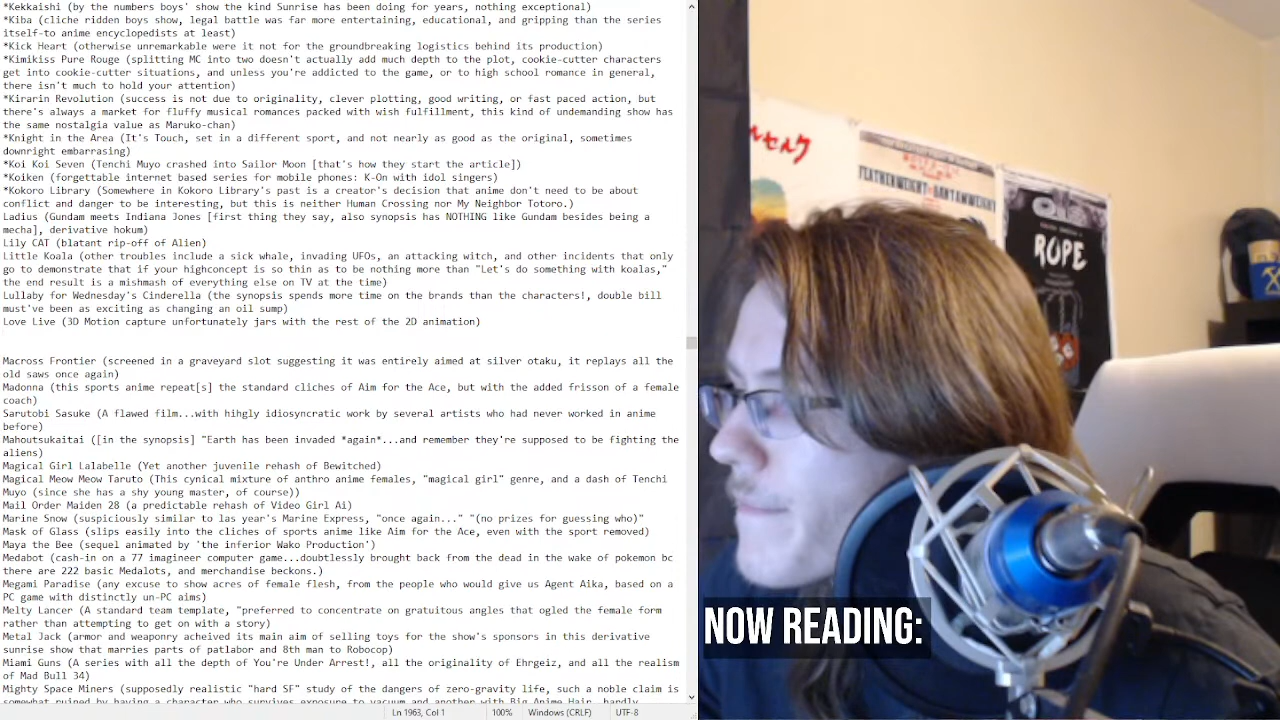 *Kekkaishi (by the numbers boys' show the kind Sunrise has been doing for years, nothing exceptional)
*Kiba (cliche ridden boys show, legal battle was far more entertaining, educational, and gripping than the series
itself-to anime encyclopedists at least)
*Kick Heart (otherwise unremarkable were it not for the groundbreaking logistics behind its production)
*Kimikiss Pure Rouge (splitting MC into two doesn't actually add much depth to the plot, cookie-cutter characters
get into cookie-cutter situations, and unless you're addicted to the game, or to high school romance in general,
there isn't much to hold your attention)
*Kirarin Revolution (success is not due to originality, clever plotting, good writing, or fast paced action, but
there's always a market for fluffy musical romances packed with wish fulfillment, this kind of undemanding show has
the same nostalgia value as Maruko-chan)
*Knight in the Area (It's Touch, set in a different sport, and not nearly as good as the original, sometimes
downright embarrasing)
*Koi Koi Seven (Tenchi Muyo crashed into Sailor Moon [that's how they start the article])
*Koiken (forgettable internet based series for mobile phones: K-On with idol singers)
*Kokoro Library (Somewhere in Kokoro Library's past is a creator's decision that anime don't need to be about
conflict and danger to be interesting, but this is neither Human Crossing nor My Neighbor Totoro.)
Ladius (Gundam meets Indiana Jones [first thing they say, also synopsis has NOTHING like Gundam besides being a
mecha], derivative hokum)
Lily CAT (blatant rip-off of Alien)
Little Koala (other troubles include a sick whale, invading UFOs, an attacking witch, and other incidents that only
go to demonstrate that if your highconcept is so thin as to be nothing more than "Let's do something with koalas,"
the end result is a mishmash of everything else on TV at the time)
Lullaby for Wednesday's Cinderella (the synopsis spends more time on the brands than the characters!, double bill
must've been as exciting as changing an oil sump)
Love Live (3D Motion capture unfortunately jars with the rest of the 2D animation)
Macross Frontier (screened in a graveyard slot suggesting it was entirely aimed at silver otaku, it replays all the
old saws once again)
Madonna (this sports anime repeat[s] the standard cliches of Aim for the Ace, but with the added frisson of a female
coach)
Sarutobi Sasuke (A flawed film...with hihgly idiosyncratic work by several artists who had never worked in anime
before)
Mahoutsukaitai ([in the synopsis] "Earth has been invaded *again*...and remember they're supposed to be fighting the
aliens)
Magical Girl Lalabelle (Yet another juvenile rehash of Bewitched)
Magical Meow Meow Taruto (This cynical mixture of anthro anime females, "magical girl" genre, and a dash of Tenchi
Muyo (since she has a shy young master, of course))
Mail Order Maiden 28 (a predictable rehash of Video Girl Ai)
Marine Snow (suspiciously similar to las year's Marine Express, "once again..." "(no prizes for guessing who)"
Mask of Glass (slips easily into the cliches of sports anime like Aim for the Ace, even with the sport removed)
Maya the Bee (sequel animated by 'the inferior Wako Production')
Medabot (cash-in on a 77 imagineer computer game...doubtlessly brought back from the dead in the wake of pokemon bc
there are 222 basic Medalots, and merchandise beckons.)
Megami Paradise (any excuse to show acres of female flesh, from the people who would give us Agent Aika, based on a
PC game with distinctly un-PC aims)
Melty Lancer (A standard team template, "preferred to concentrate on gratuitous angles that ogled the female form
rather than attempting to get on with a story)
Metal Jack (armor and weaponry acheived its main aim of selling toys for the show's sponsors in this derivative
sunrise show that marries parts of patlabor and 8th man to Robocop)
Miami Guns (A series with all the depth of You're Under Arrest!, all the originality of Ehrgeiz, and all the realism
of Mad Bull 34)
Mighty Space Miners (supposedly realistic "hard SF" study of the dangers of zero-gravity life, such a noble claim is
somewhat ruined by having a character who survives exposure to vacuum and another with Big Anime Hair, hardly
Ln 1963, Col 1
100%
Windows (CRLF)
UTF-8
ルセルク
FEATHERWEIGHT & BANTAMWEIGHT
ROPE
NOW READING: